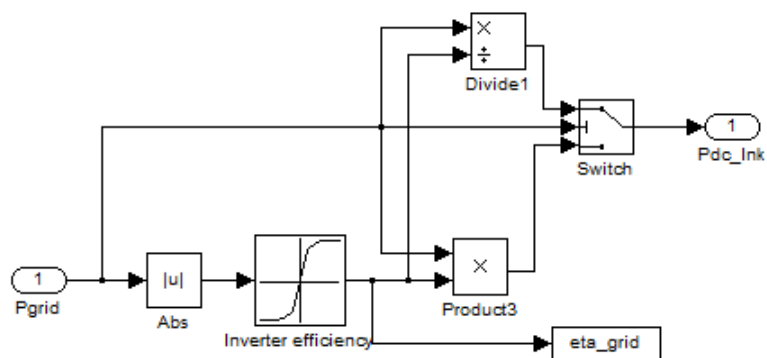 ×
÷
Divide1
Switch
1
Pdc_lnk
1
Pgrid
|u|
Abs
Inverter efficiency
×
Product3
eta_grid